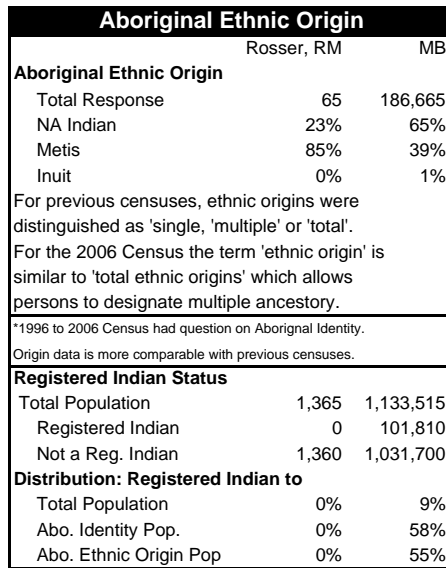 Aboriginal Ethnic Origin
Rosser, RM MB
Aboriginal Ethnic Origin
Total Response 65 186,665
NA Indian 23% 65%
Metis 85% 39%
Inuit 0% 1%
For previous censuses, ethnic origins were
distinguished as 'single, 'multiple' or 'total'.
For the 2006 Census the term 'ethnic origin' is
similar to 'total ethnic origins' which allows
persons to designate multiple ancestory.
*1996 to 2006 Census had question on Aborignal Identity.
Origin data is more comparable with previous censuses.
Registered Indian Status
Total Population 1,365 1,133,515
Registered Indian 0 101,810
Not a Reg. Indian 1,360 1,031,700
Distribution: Registered Indian to
Total Population 0% 9%
Abo. Identity Pop. 0% 58%
Abo. Ethnic Origin Pop 0% 55%